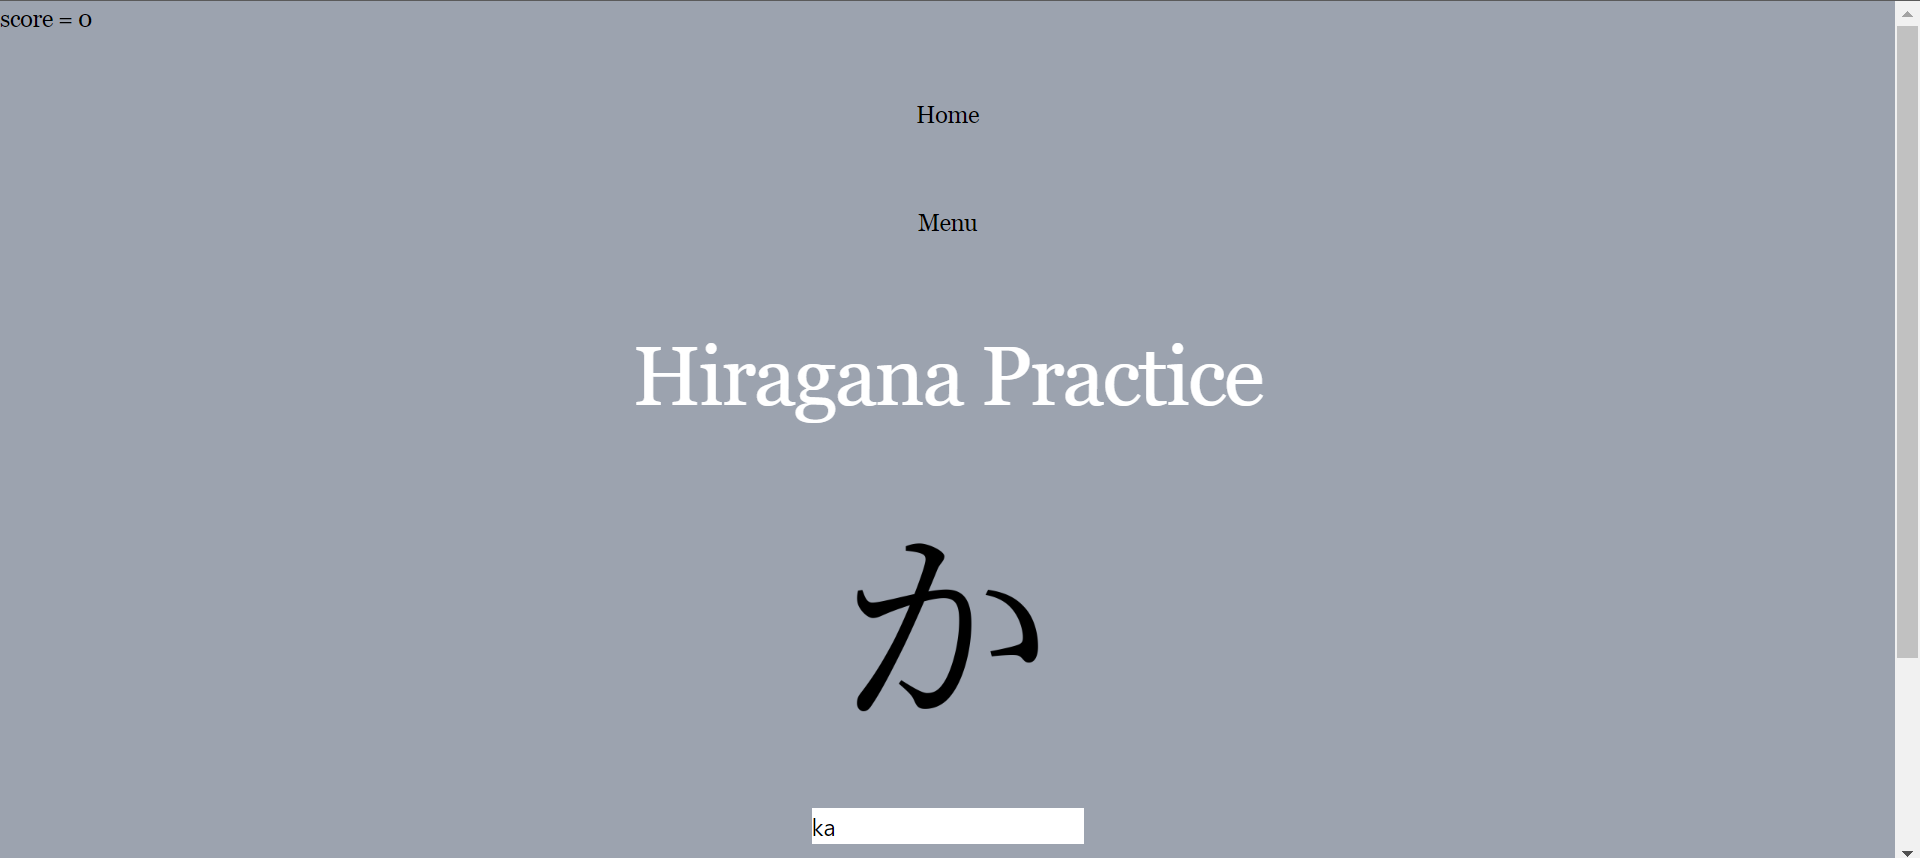 score = 0
Home
Menu
Hiragana Practice
か
ka